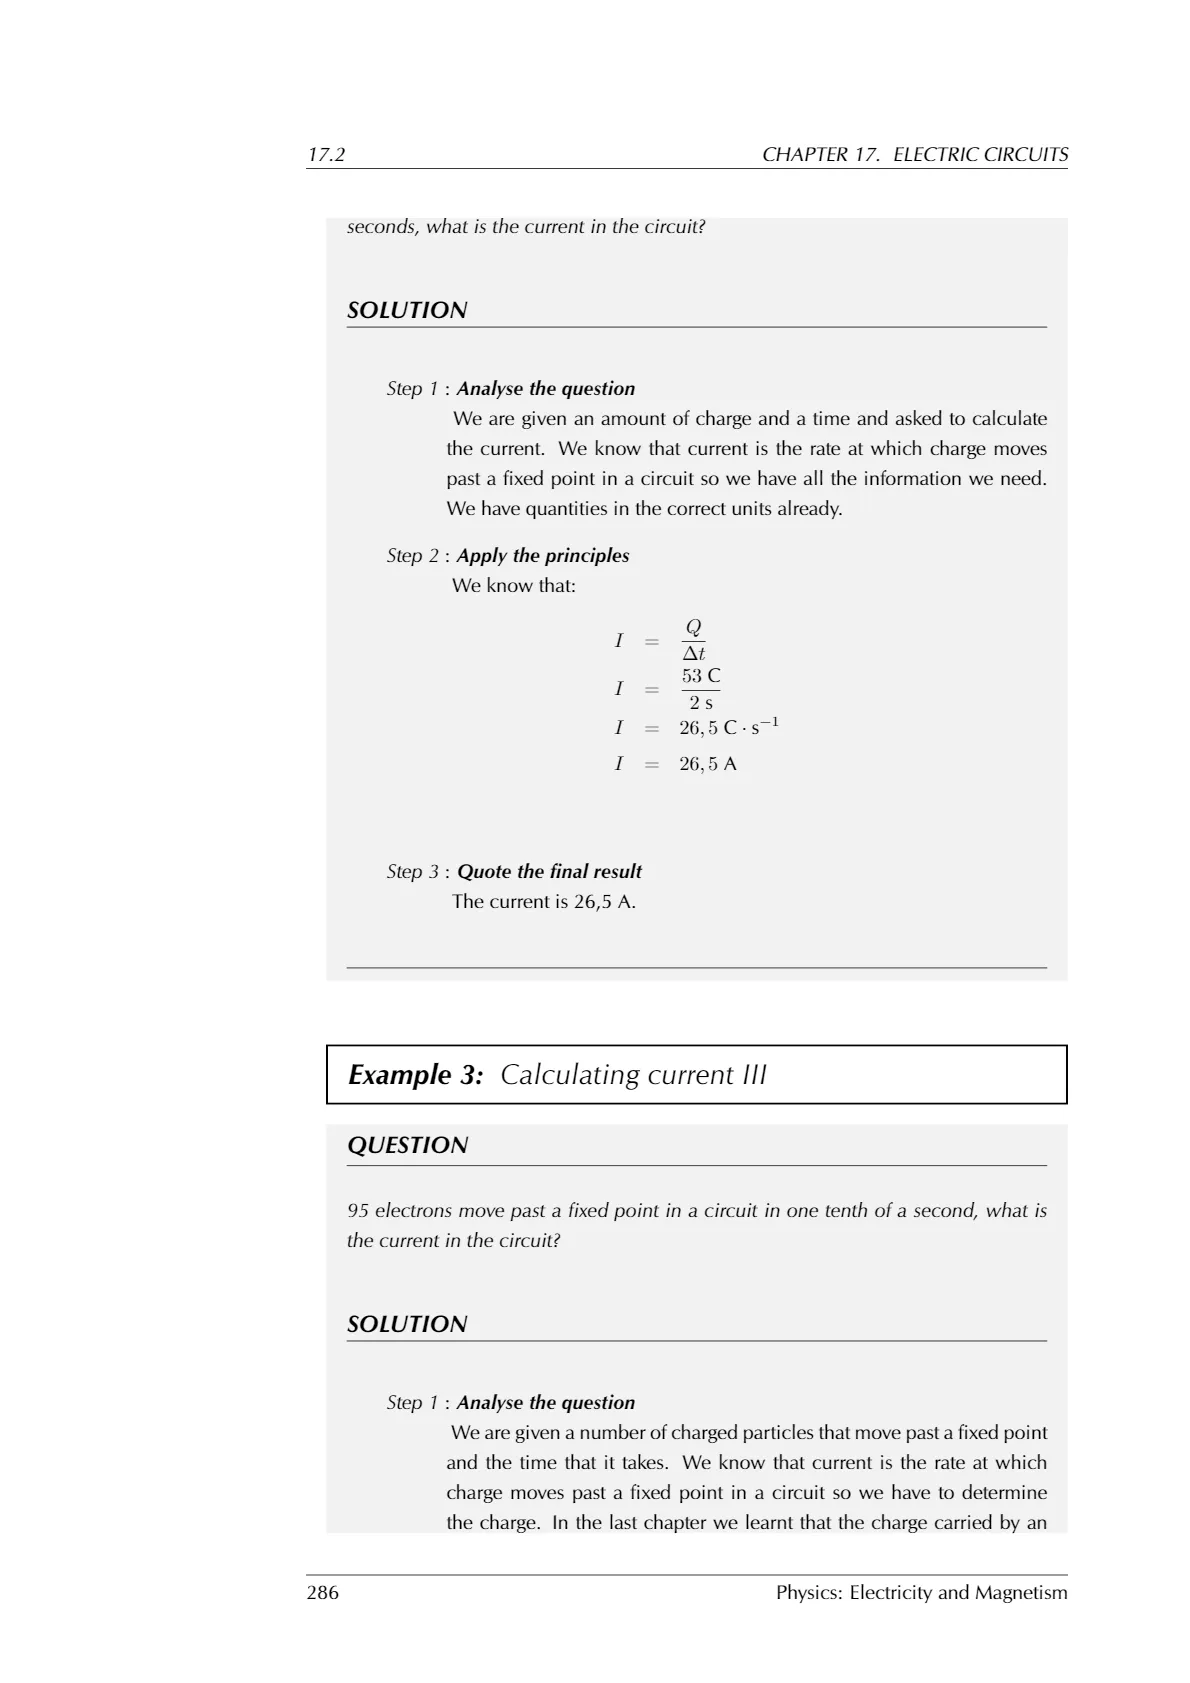 17.2 CHAPTER 17. ELECTRIC CIRCUITS
seconds, what is the current in the circuit?
SOLUTION
Step 1 : Analyse the question
We are given an amount of charge and a time and asked to calculate
the current. We know that current is the rate at which charge moves
past a fixed point in a circuit so we have all the information we need.
We have quantities in the correct units already.
Step 2 : Apply the principles
We know that:
I = Q/Δt
I = 53 C/2 s
I = 26,5 C · s⁻¹
I = 26,5 A
Step 3 : Quote the final result
The current is 26,5 A.
Example 3: Calculating current III
QUESTION
95 electrons move past a fixed point in a circuit in one tenth of a second, what is
the current in the circuit?
SOLUTION
Step 1 : Analyse the question
We are given a number of charged particles that move past a fixed point
and the time that it takes. We know that current is the rate at which
charge moves past a fixed point in a circuit so we have to determine
the charge. In the last chapter we learnt that the charge carried by an
286 Physics: Electricity and Magnetism